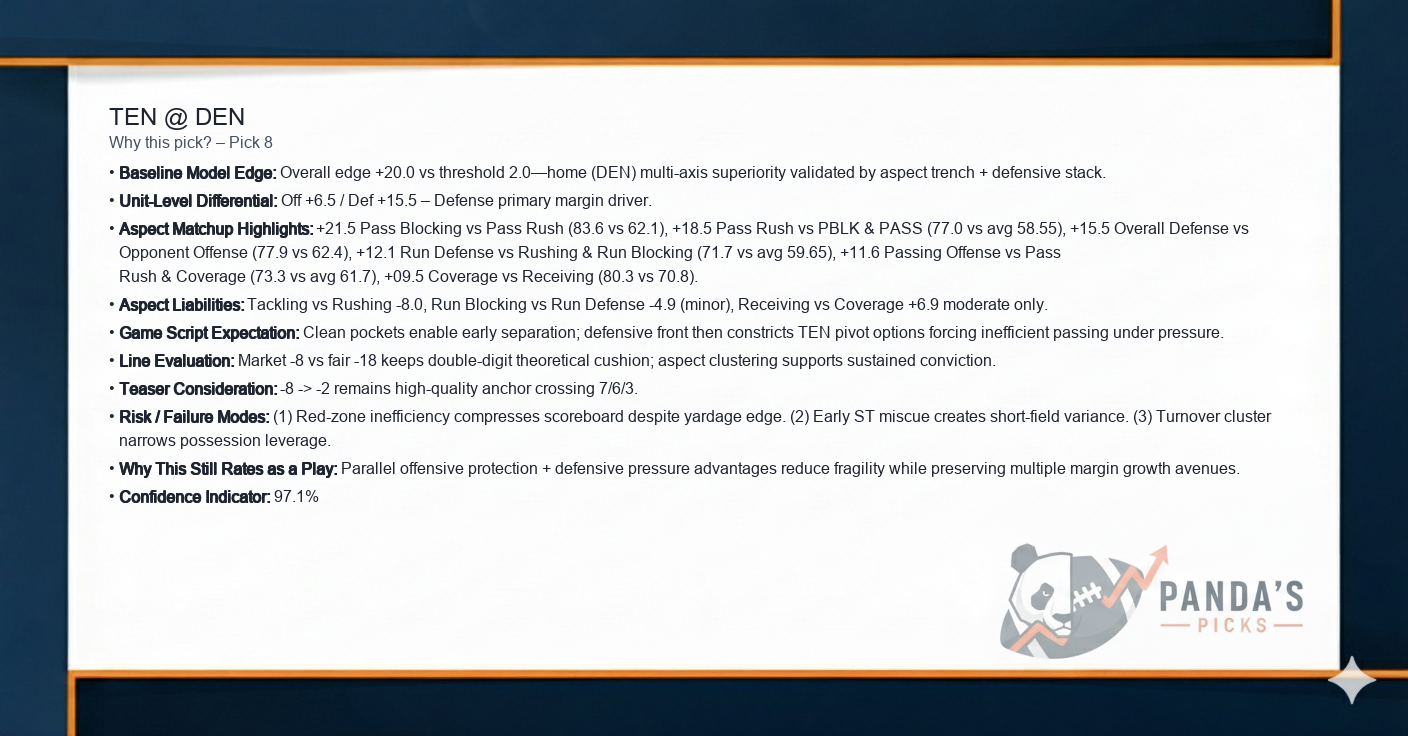 TEN @ DEN
Why this pick? – Pick 8
• Baseline Model Edge: Overall edge +20.0 vs threshold 2.0—home (DEN) multi-axis superiority validated by aspect trench + defensive stack.
• Unit-Level Differential: Off +6.5 / Def +15.5 – Defense primary margin driver.
• Aspect Matchup Highlights: +21.5 Pass Blocking vs Pass Rush (83.6 vs 62.1), +18.5 Pass Rush vs PBLK & PASS (77.0 vs avg 58.55), +15.5 Overall Defense vs
Opponent Offense (77.9 vs 62.4), +12.1 Run Defense vs Rushing & Run Blocking (71.7 vs avg 59.65), +11.6 Passing Offense vs Pass
Rush & Coverage (73.3 vs avg 61.7), +09.5 Coverage vs Receiving (80.3 vs 70.8).
• Aspect Liabilities: Tackling vs Rushing -8.0, Run Blocking vs Run Defense -4.9 (minor), Receiving vs Coverage +6.9 moderate only.
• Game Script Expectation: Clean pockets enable early separation; defensive front then constricts TEN pivot options forcing inefficient passing under pressure.
• Line Evaluation: Market -8 vs fair -18 keeps double-digit theoretical cushion; aspect clustering supports sustained conviction.
• Teaser Consideration: -8 -> -2 remains high-quality anchor crossing 7/6/3.
• Risk / Failure Modes: (1) Red-zone inefficiency compresses scoreboard despite yardage edge. (2) Early ST miscue creates short-field variance. (3) Turnover cluster
narrows possession leverage.
• Why This Still Rates as a Play: Parallel offensive protection + defensive pressure advantages reduce fragility while preserving multiple margin growth avenues.
• Confidence Indicator: 97.1%
PANDA'S
PICKS